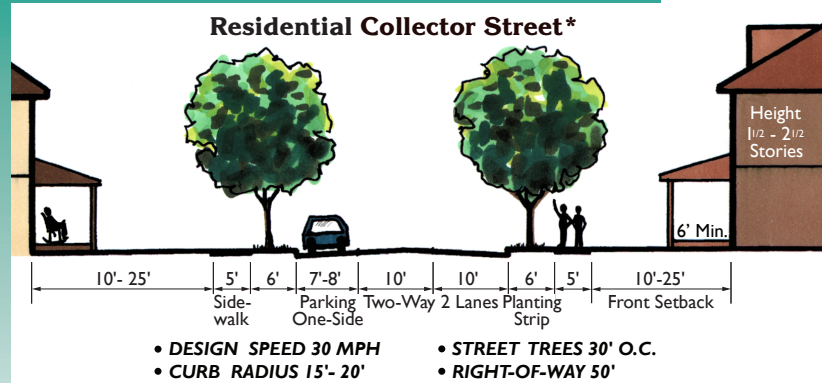 Residential Collector Street*
Height
1 1/2 - 2 1/2
Stories
6' Min.
10'- 25' 5' 6' 7'-8' 10' 10' 6' 5' 10'-25'
Side- Parking Two-Way 2 Lanes Planting Front Setback
walk One-Side Strip
• DESIGN SPEED 30 MPH • STREET TREES 30' O.C.
• CURB RADIUS 15'- 20' • RIGHT-OF-WAY 50'